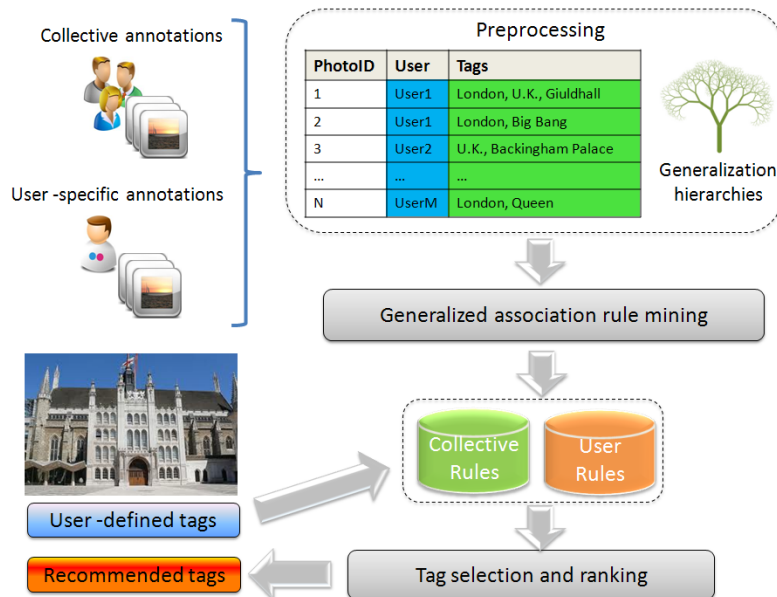 Collective annotations
User -specific annotations
Preprocessing
PhotoID User Tags
1 User1 London, U.K., Giuldhall
2 User1 London, Big Bang
3 User2 U.K., Backingham Palace
... ... ...
N UserM London, Queen
Generalization
hierarchies
Generalized association rule mining
Collective
Rules
User
Rules
User -defined tags
Recommended tags
Tag selection and ranking